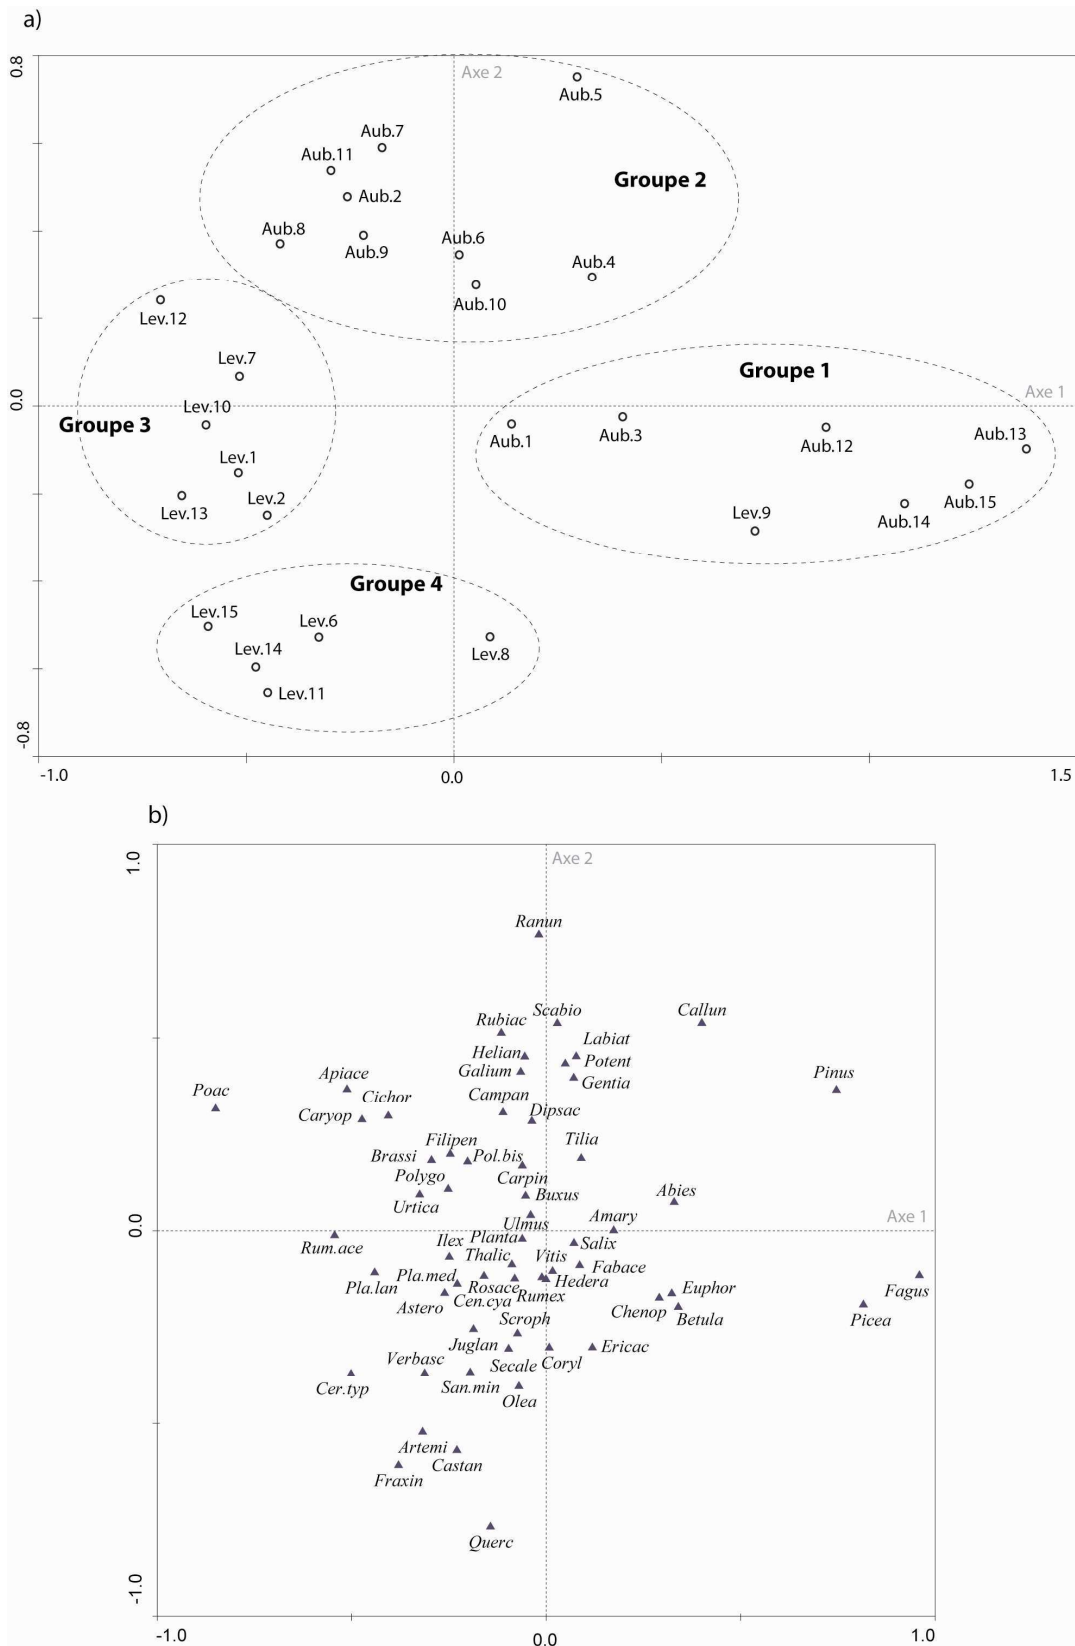 a)
0.8
Axe 2
Aub.5
Aub.7
Aub.11
Groupe 2
Aub.2
Aub.8
Aub.6
Aub.9
Aub.4
Aub.10
Lev.12
Lev.7
Groupe 1
Axe 1
0.0
Lev.10
Groupe 3
Aub.1
Aub.3
Aub.12
Aub.13
Lev.1
Lev.2
Lev.13
Aub.15
Lev.9
Aub.14
Groupe 4
Lev.15
Lev.6
Lev.14
Lev.8
Lev.11
-0.8
-1.0
0.0
1.5
b)
1.0
Axe 2
Ranun
Scabio
Callun
Rubiac
Labiat
Helian
Potent
Galium
Pinus
Apiace
Gentia
Poac
Cichor
Campan
Caryop
Dipsac
Filipen
Tilia
Brassi
Pol.bis
Polygo
Carpin
Abies
Urtica
Buxus
Amary
Axe 1
0.0
Ulmus
Ilex
Planta
Salix
Rum.ace
Thalic
Vitis
Fabace
Pla.med
Hedera
Pla.lan
Rosace
Euphor
Fagus
Cen.cya
Rumex
Astero
Chenop
Betula
Picea
Scroph
Juglan
Ericac
Verbasc
Secale
Coryl
Cer.typ
San.min
Olea
Artemi
Castan
Fraxin
Querc
-1.0
-1.0
0.0
1.0